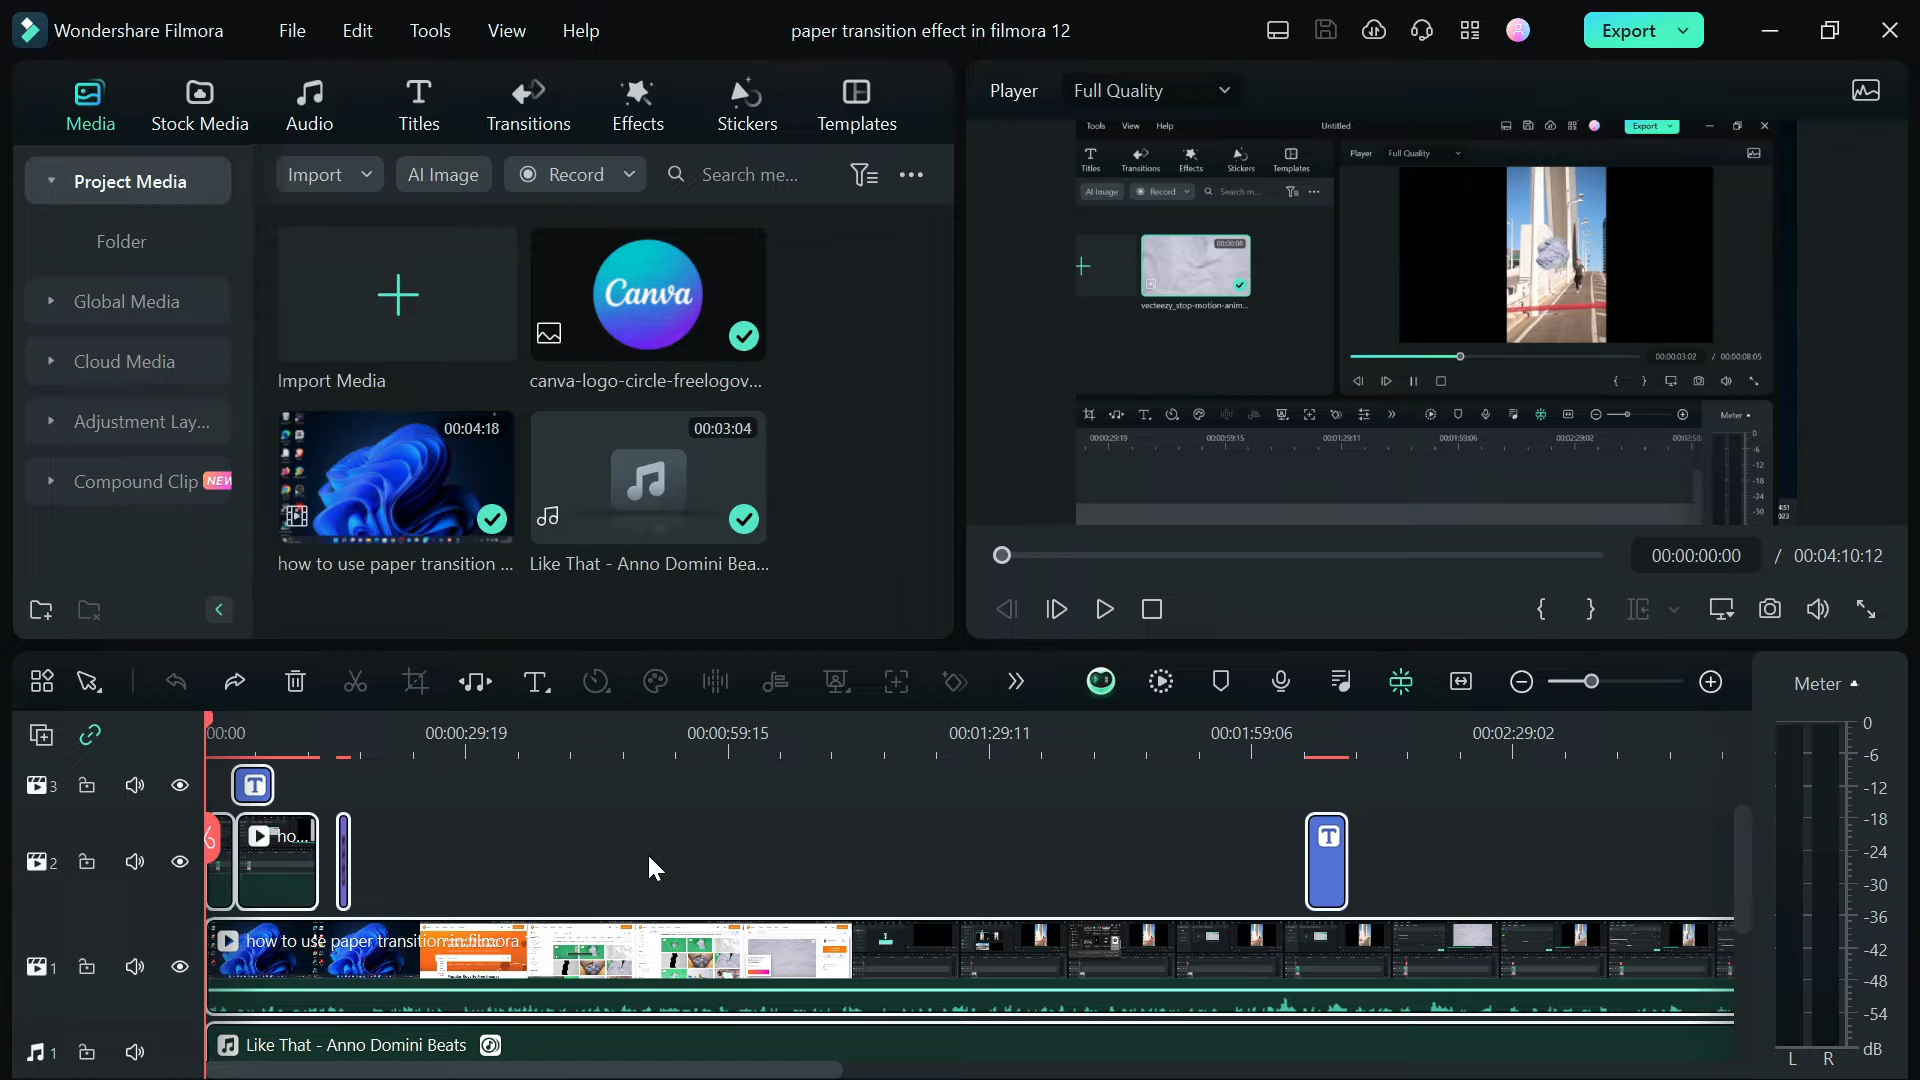 Wondershare Filmora
File
Edit
Tools
View
Help
paper transition effect in filmora 12
Export
Media
Stock Media
Audio
Titles
Transitions
Effects
Stickers
Templates
Player
Full Quality
Project Media
Folder
Global Media
Cloud Media
Adjustment Lay...
Compound Clip
NEW
Import
AI Image
Record
Search me...
Import Media
Canva
canva-logo-circle-freelogov...
00:04:18
how to use paper transition ...
00:03:04
Like That - Anno Domini Bea...
Tools
View
Help
Untitled
Export
Titles
Transitions
Effects
Stickers
Templates
Player
Full Quality
AI Image
Record
Search m...
00:00:08
vecteezy_stop-motion-anim...
00:00:03:02
/ 00:00:08:05
Meter
00:00:29:19
00:00:59:15
00:01:29:11
00:01:59:06
00:02:29:02
00:02:58:
0
-6
-12
-18
-24
-30
00:00:00:00
/ 00:04:10:12
Meter
00:00
00:00:29:19
00:00:59:15
00:01:29:11
00:01:59:06
00:02:29:02
3
T
2
ho...
T
1
how to use paper transition in filmora
1
Like That - Anno Domini Beats
0
-6
-12
-18
-24
-30
-36
-42
-48
-54
dB
L
R